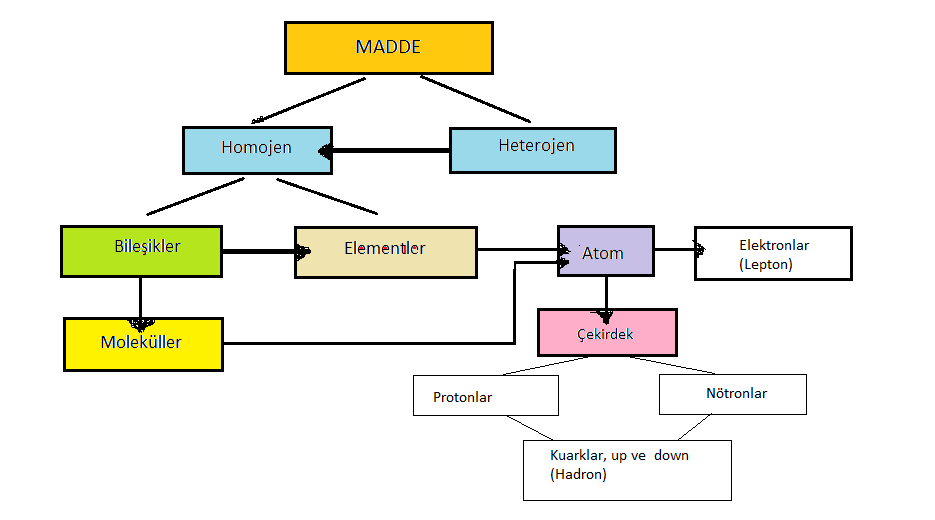 MADDE
Homojen
Heterojen
Bileşikler
Elementler
Atom
Elektronlar
(Lepton)
Moleküller
Çekirdek
Protonlar
Nötronlar
Kuarklar, up ve down
(Hadron)